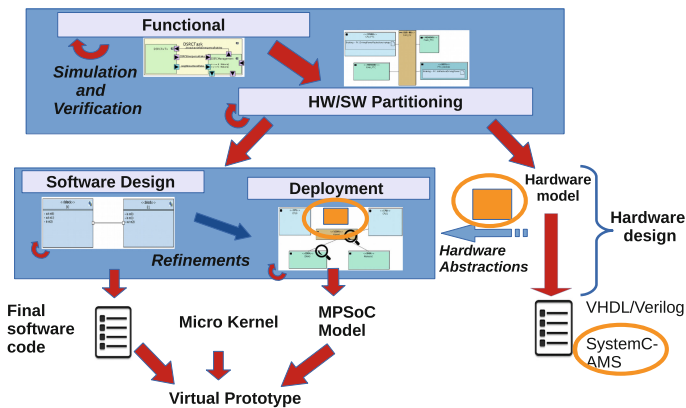 Functional
DSRCTask
Simulation
and
Verification
HW/SW Partitioning
Software Design
Deployment
Refinements
Hardware
model
Hardware
design
Hardware
Abstractions
Final
software
code
Micro Kernel
MPSoC
Model
VHDL/Verilog
SystemC-
AMS
Virtual Prototype